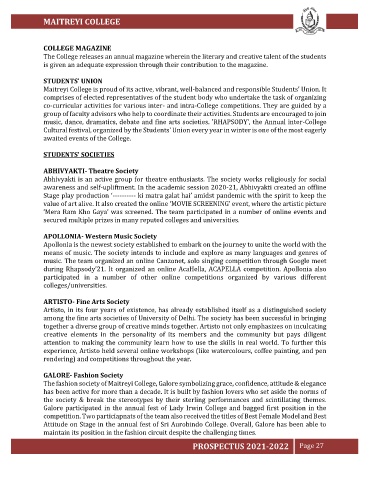 MAITREYI COLLEGE
COLLEGE MAGAZINE
The College releases an annual magazine wherein the literary and creative talent of the students
is given an adequate expression through their contribution to the magazine.
STUDENTS' UNION
Maitreyi College is proud of its active, vibrant, well-balanced and responsible Students' Union. It
comprises of elected representatives of the student body who undertake the task of organizing
co-curricular activities for various inter- and intra-College competitions. They are guided by a
group of faculty advisors who help to coordinate their activities. Students are encouraged to join
music, dance, dramatics, debate and fine arts societies. 'RHAPSODY', the Annual inter-College
Cultural festival, organized by the Students' Union every year in winter is one of the most eagerly
awaited events of the College.
STUDENTS' SOCIETIES
ABHIVYAKTI- Theatre Society
Abhivyakti is an active group for theatre enthusiasts. The society works religiously for social
awareness and self-upliftment. In the academic session 2020-21, Abhivyakti created an offline
Stage play production '---------- ki matra galat hai' amidst pandemic with the spirit to keep the
value of art alive. It also created the online 'MOVIE SCREENING' event, where the artistic picture
'Mera Ram Kho Gaya' was screened. The team participated in a number of online events and
secured multiple prizes in many reputed colleges and universities.
APOLLONIA- Western Music Society
Apollonia is the newest society established to embark on the journey to unite the world with the
means of music. The society intends to include and explore as many languages and genres of
music. The team organized an online Canzonet, solo singing competition through Google meet
during Rhapsody'21. It organized an online AcaHella, ACAPELLA competition. Apollonia also
participated in a number of other online competitions organized by various different
colleges/universities.
ARTISTO- Fine Arts Society
Artisto, in its four years of existence, has already established itself as a distinguished society
among the fine arts societies of University of Delhi. The society has been successful in bringing
together a diverse group of creative minds together. Artisto not only emphasizes on inculcating
creative elements in the personality of its members and the community but pays diligent
attention to making the community learn how to use the skills in real world. To further this
experience, Artisto held several online workshops (like watercolours, coffee painting, and pen
rendering) and competitions throughout the year.
GALORE- Fashion Society
The fashion society of Maitreyi College, Galore symbolizing grace, confidence, attitude & elegance
has been active for more than a decade. It is built by fashion lovers who set aside the norms of
the society & break the stereotypes by their sterling performances and scintillating themes.
Galore participated in the annual fest of Lady Irwin College and bagged first position in the
competition. Two particiapnats of the team also received the titles of Best Female Model and Best
Attitude on Stage in the annual fest of Sri Aurobindo College. Overall, Galore has been able to
maintain its position in the fashion circuit despite the challenging times.
PROSPECTUS 2021-2022 Page 27